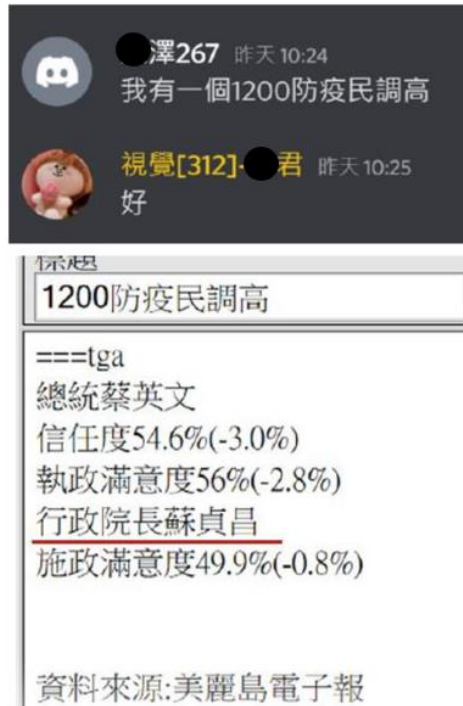 澤267 昨天 10:24
我有一個1200防疫民調高
視覺[312]- 君 昨天 10:25
好
標題
1200防疫民調高
===tga
總統蔡英文
信任度54.6%(-3.0%)
執政滿意度56%(-2.8%)
行政院長蘇貞昌
施政滿意度49.9%(-0.8%)
資料來源:美麗島電子報